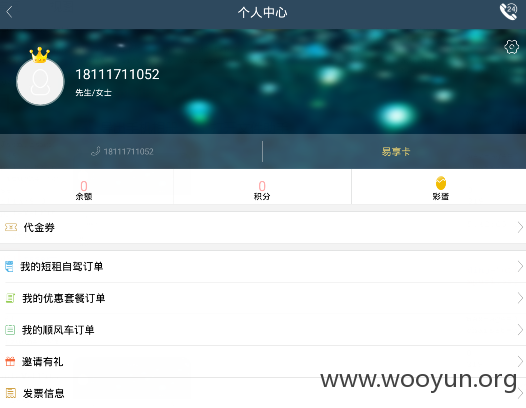 个人中心
24
18111711052
先生/女士
18111711052
易享卡
0
0
余额
积分
彩蛋
代金券
我的短租自驾订单
我的优惠套餐订单
我的顺风车订单
邀请有礼
发票信息
www.wooyun.org